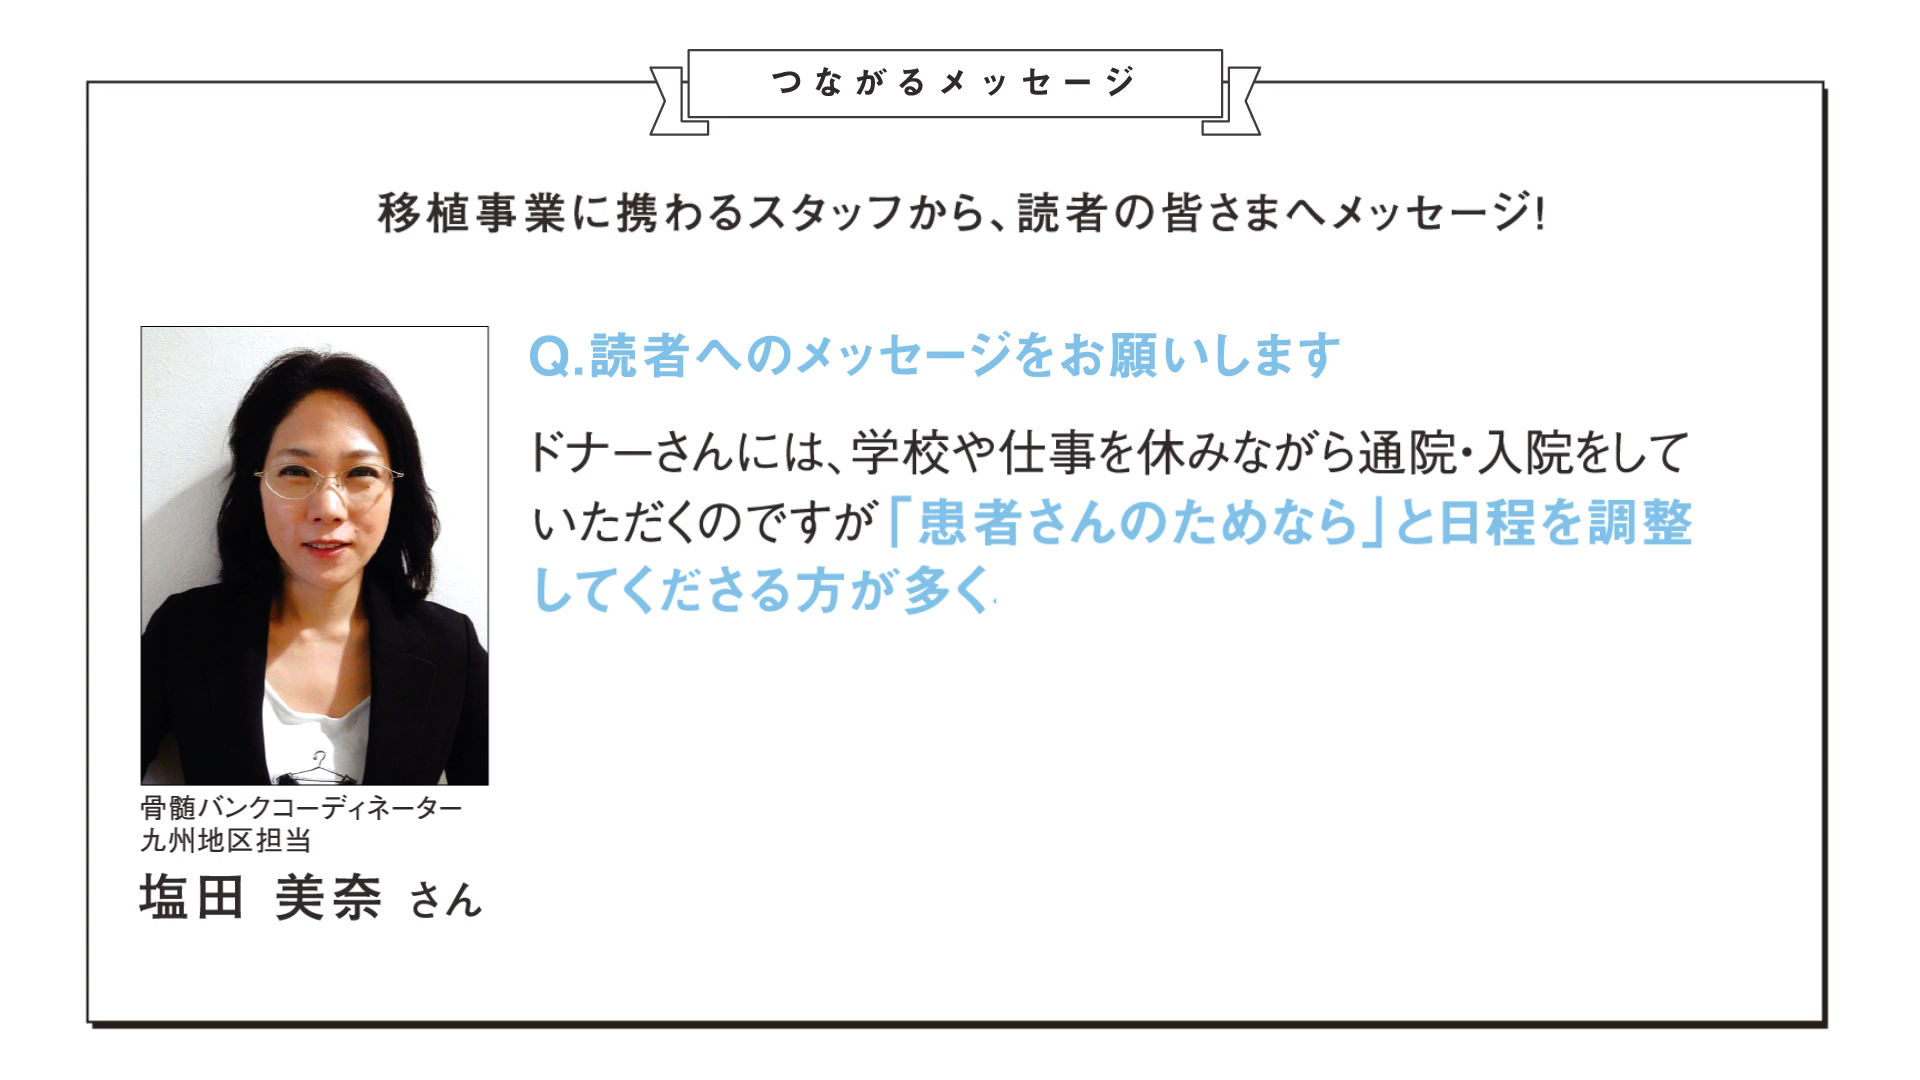 つながるメッセージ
移植事業に携わるスタッフから、読者の皆さまへメッセージ!
Q.読者へのメッセージをお願いします
ドナーさんには、学校や仕事を休みながら通院・入院をして
いただくのですが「患者さんのためなら」と日程を調整
してくださる方が多く
骨髄バンクコーディネーター
九州地区担当
塩田 美奈 さん